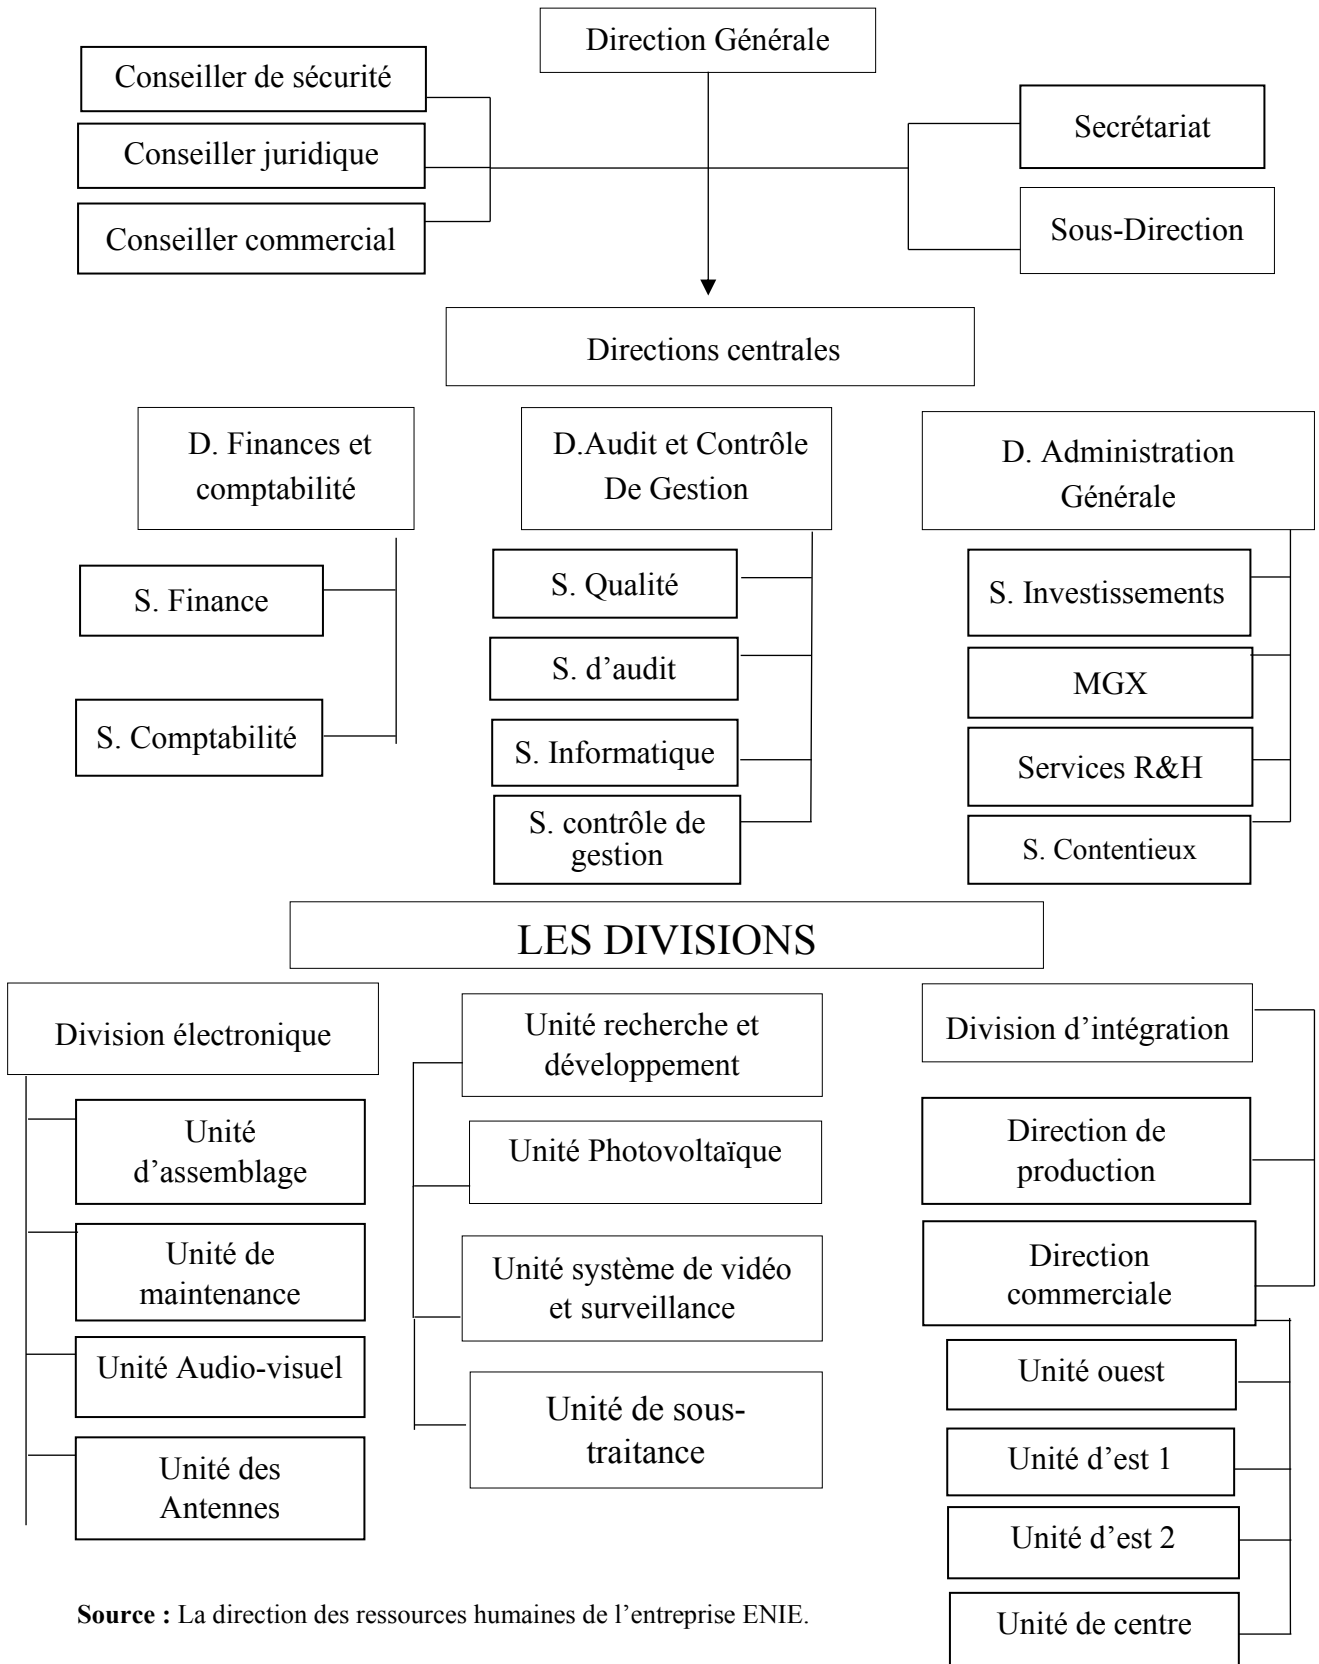 Direction Générale
Conseiller de sécurité
Conseiller juridique
Conseiller commercial
Secrétariat
Sous-Direction
Directions centrales
D. Finances et
comptabilité
S. Finance
S. Comptabilité
D.Audit et Contrôle
De Gestion
S. Qualité
S. d’audit
S. Informatique
S. contrôle de
gestion
D. Administration
Générale
S. Investissements
MGX
Services R&H
S. Contentieux
LES DIVISIONS
Division électronique
Unité
d’assemblage
Unité de
maintenance
Unité Audio-visuel
Unité des
Antennes
Unité recherche et
développement
Unité Photovoltaïque
Unité système de vidéo
et surveillance
Unité de sous-
traitance
Division d’intégration
Direction de
production
Direction
commerciale
Unité ouest
Unité d’est 1
Unité d’est 2
Unité de centre
Source : La direction des ressources humaines de l’entreprise ENIE.